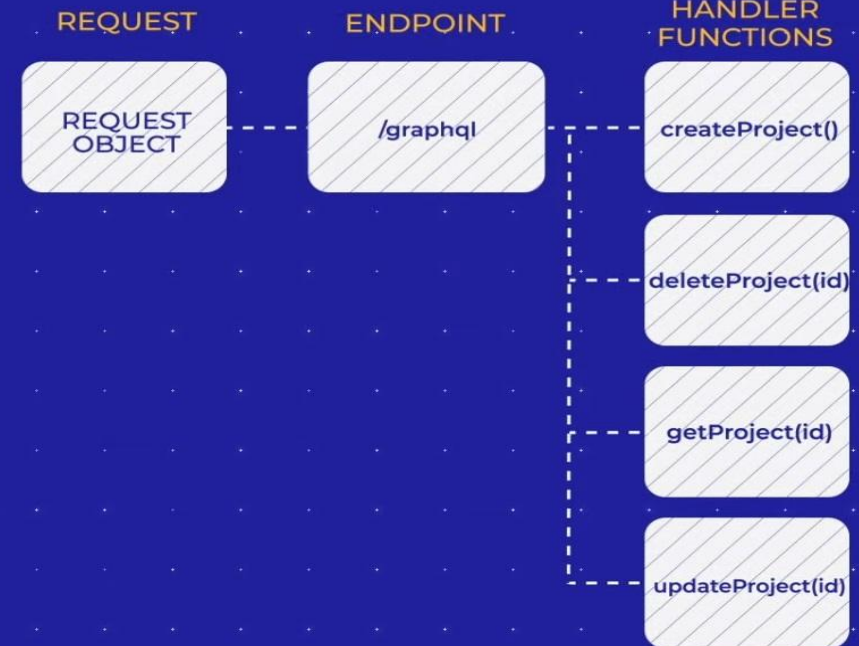 REQUEST
ENDPOINT
HANDLER
FUNCTIONS
REQUEST
OBJECT
/graphql
createProject()
deleteProject(id)
getProject(id)
updateProject(id)